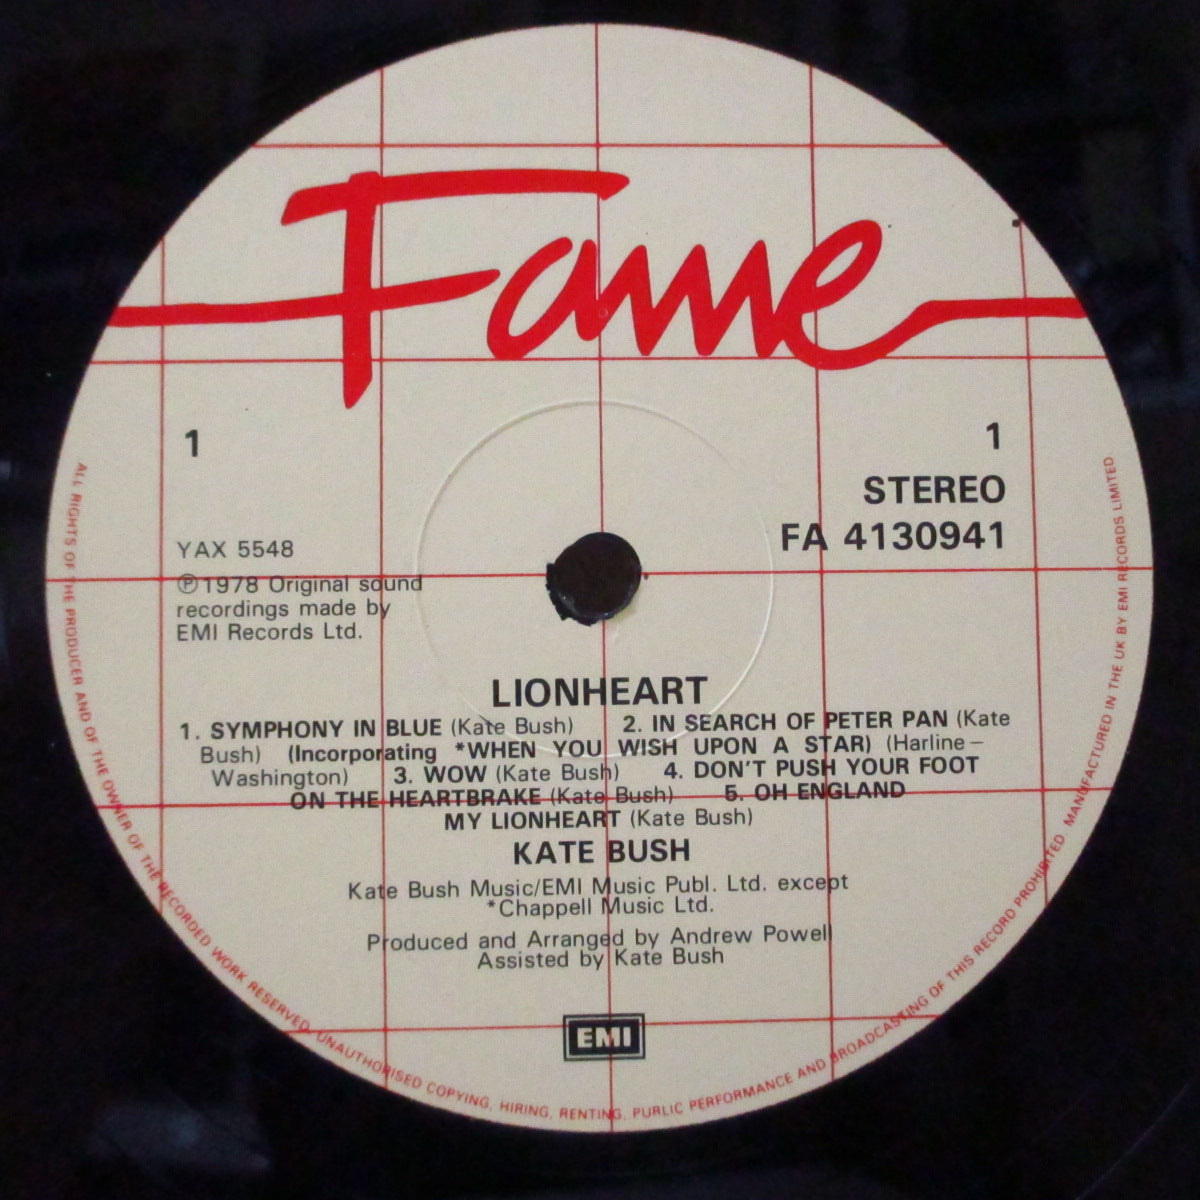 Fame
1
1
STEREO
FA 4130941
YAX 5548
Ⓟ1978 Original sound
recordings made by
EMI Records Ltd.
LIONHEART
1. SYMPHONY IN BLUE (Kate Bush) 2. IN SEARCH OF PETER PAN (Kate
Bush) (Incorporating *WHEN YOU WISH UPON A STAR) (Harline–
Washington) 3. WOW (Kate Bush) 4. DON'T PUSH YOUR FOOT
ON THE HEARTBRAKE (Kate Bush) 5. OH ENGLAND
MY LIONHEART (Kate Bush)
KATE BUSH
Kate Bush Music/EMI Music Publ. Ltd. except
*Chappell Music Ltd.
Produced and Arranged by Andrew Powell
Assisted by Kate Bush
EMI
ALL RIGHTS OF THE PRODUCER AND OF THE OWNER OF THE RECORDED WORK RESERVED. UNAUTHORISED COPYING, HIRING, RENTING, PUBLIC PERFORMANCE AND BROADCASTING OF THIS RECORD PROHIBITED. MANUFACTURED IN THE UK BY EMI RECORDS LIMITED